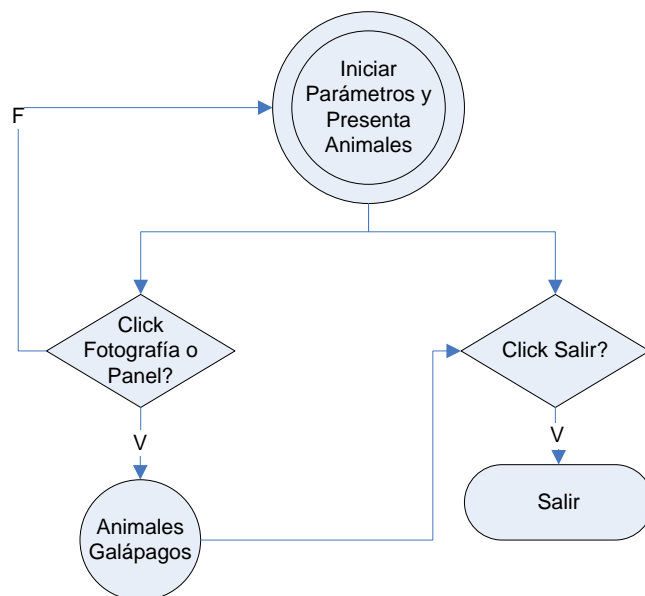 Iniciar
Parámetros y
Presenta
Animales
F
Click
Fotografía o
Panel?
Click Salir?
V
V
Animales
Galápagos
Salir